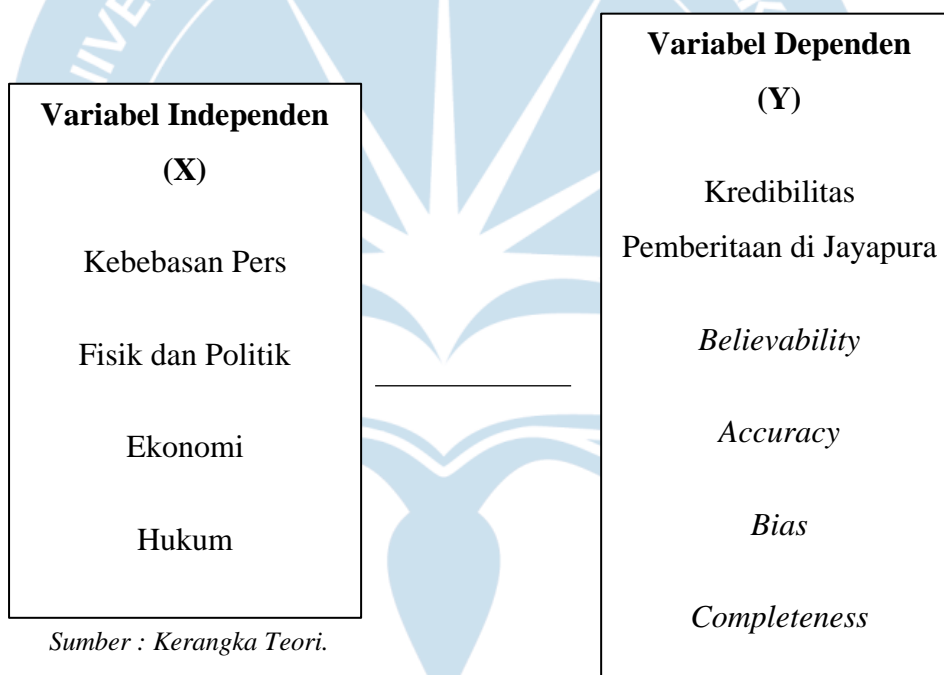 Variabel Independen
(X)
Kebebasan Pers
Fisik dan Politik
Ekonomi
Hukum
Sumber : Kerangka Teori.
Variabel Dependen
(Y)
Kredibilitas
Pemberitaan di Jayapura
Believability
Accuracy
Bias
Completeness